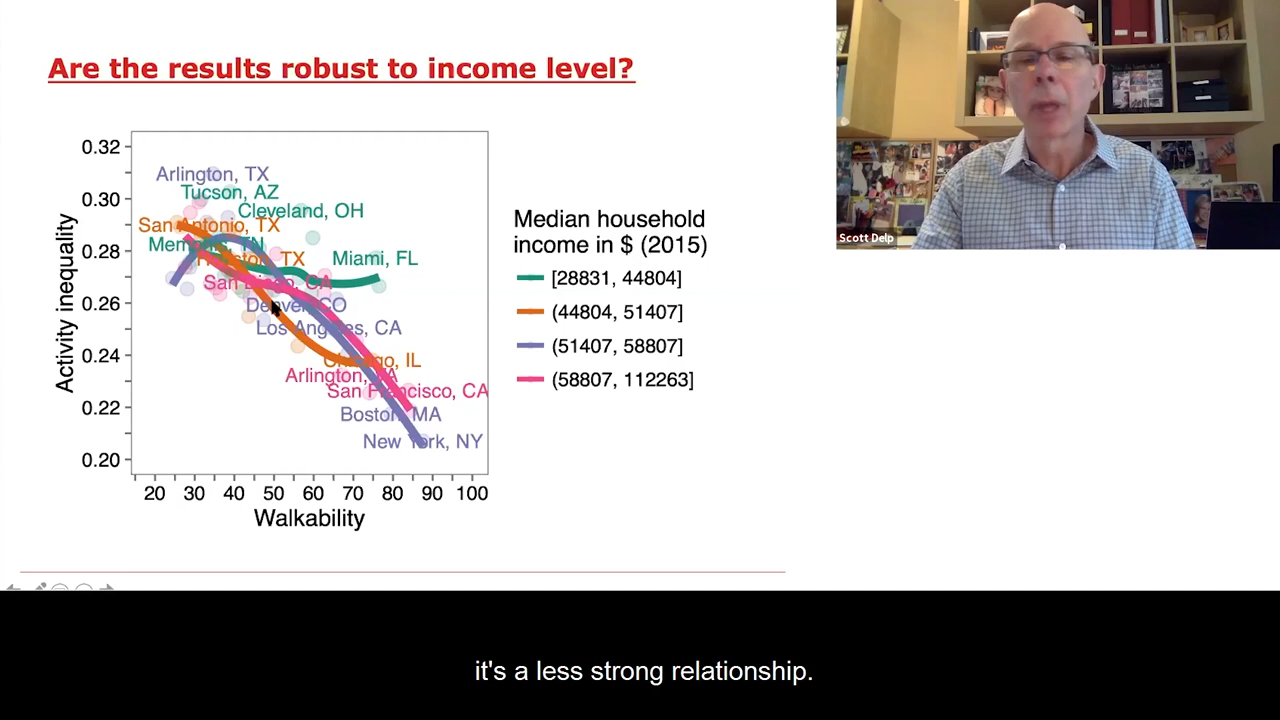 Are the results robust to income level?
Scott Delp
0.32
0.30
0.28
0.26
0.24
0.22
0.20
Activity inequality
Arlington, TX
Tucson, AZ
Cleveland, OH
San Antonio, TX
Memphis, TN
Houston, TX
Miami, FL
San Diego, CA
Denver, CO
Los Angeles, CA
Chicago, IL
Arlington, VA
San Francisco, CA
Boston, MA
New York, NY
20 30 40 50 60 70 80 90 100
Walkability
Median household
income in $ (2015)
[28831, 44804]
(44804, 51407]
(51407, 58807]
(58807, 112263]
it's a less strong relationship.